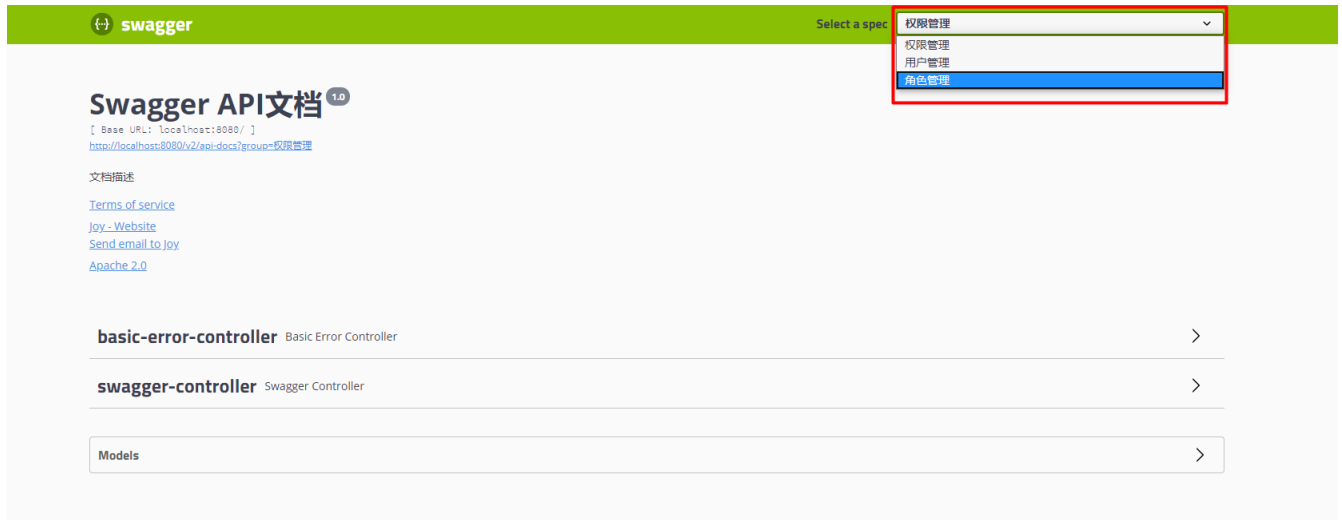 swagger
Select a spec
权限管理
权限管理
用户管理
角色管理
Swagger API文档 1.0
[ Base URL: localhost:8080/ ]
http://localhost:8080/v2/api-docs?group=权限管理
文档描述
Terms of service
Joy - Website
Send email to Joy
Apache 2.0
basic-error-controller Basic Error Controller
swagger-controller Swagger Controller
Models